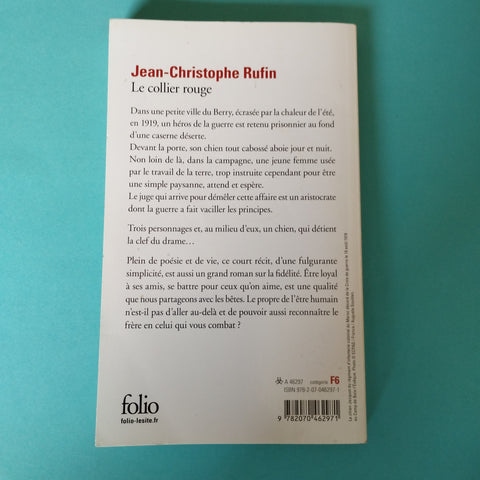 Jean-Christophe Rufin
Le collier rouge
Dans une petite ville du Berry, écrasée par la chaleur de l'été,
en 1919, un héros de la guerre est retenu prisonnier au fond
d'une caserne déserte.
Devant la porte, son chien tout cabossé aboie jour et nuit.
Non loin de là, dans la campagne, une jeune femme usée
par le travail de la terre, trop instruite cependant pour être
une simple paysanne, attend et espère.
Le juge qui arrive pour démêler cette affaire est un aristocrate
dont la guerre a fait vaciller les principes.
Trois personnages et, au milieu d'eux, un chien, qui détient
la clef du drame…
Plein de poésie et de vie, ce court récit, d'une fulgurante
simplicité, est aussi un grand roman sur la fidélité. Être loyal
à ses amis, se battre pour ceux qu'on aime, est une qualité
que nous partageons avec les bêtes. Le propre de l'être humain
n'est-il pas d'aller au-delà et de pouvoir aussi reconnaître le
frère en celui qui vous combat ?
A 46297 catégorie F6
ISBN 978-2-07-046297-1
9 782070 462971
folio
folio-lesite.fr